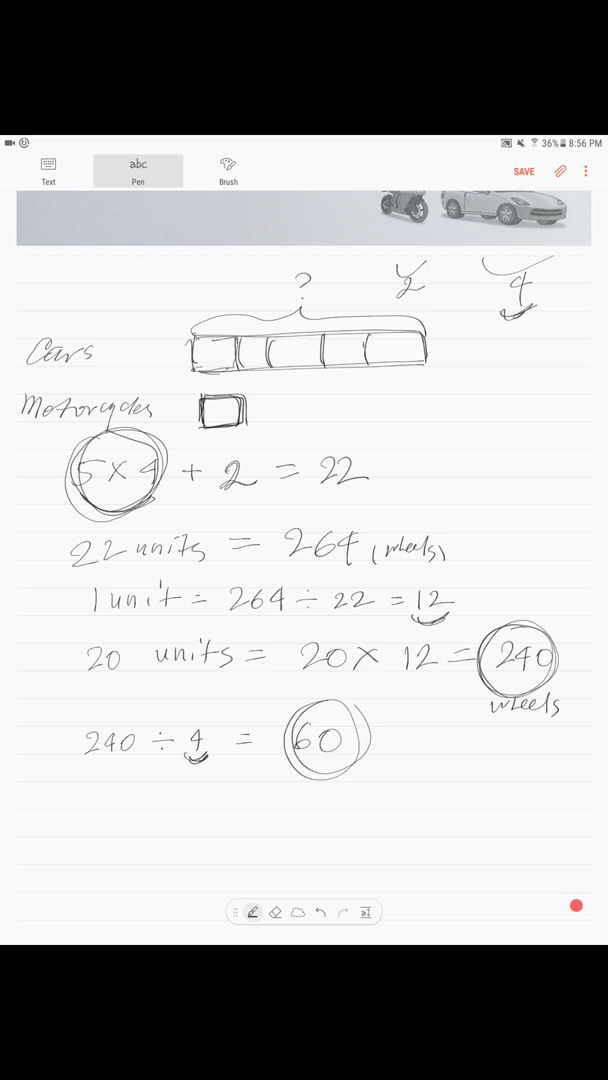 36% 8:56 PM
abc
Text Pen Brush SAVE
?
2 4
Cars
Motorcycles
5 × 4 + 2 = 22
22 units = 264 (wheels)
1 unit = 264 ÷ 22 = 12
20 units = 20 × 12 = 240
wheels
240 ÷ 4 = 60
aI